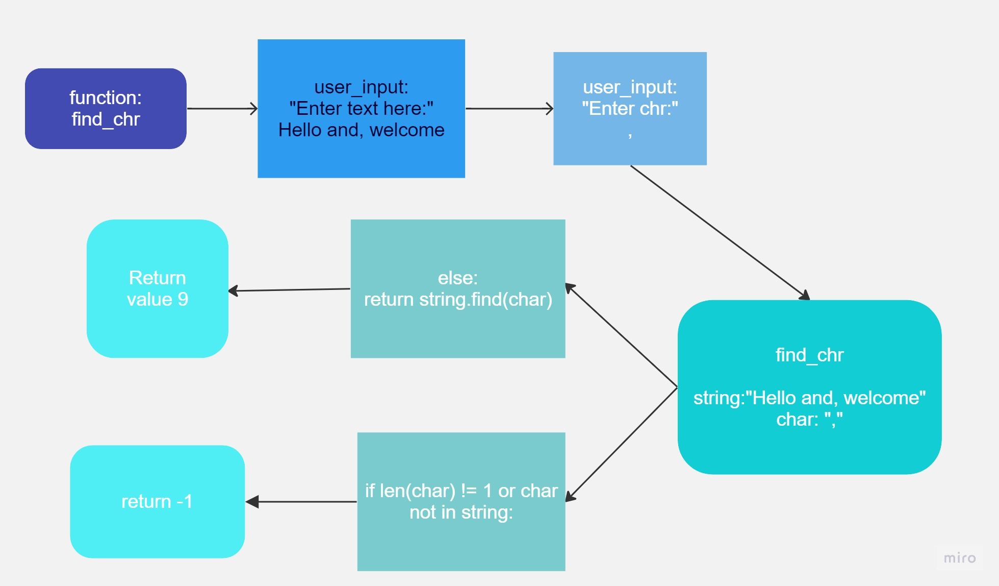 function:
find_chr
user_input:
"Enter text here:"
Hello and, welcome
user_input:
"Enter chr:"
,
Return
value 9
else:
return string.find(char)
find_chr
string:"Hello and, welcome"
char: ","
return -1
if len(char) != 1 or char
not in string:
miro